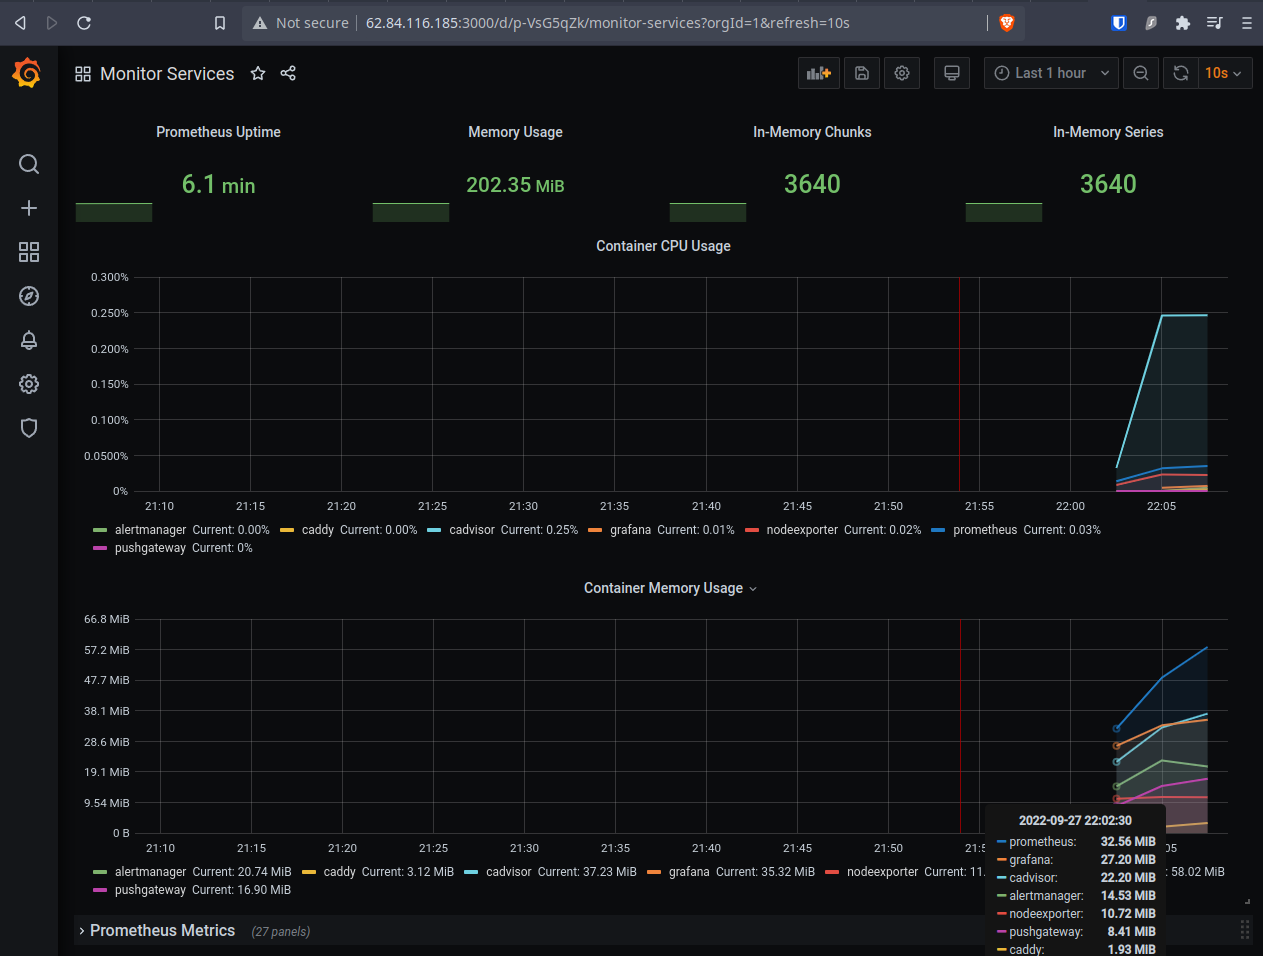 Not secure 62.84.116.185:3000/d/p-VsG5qZk/monitor-services?orgId=1&refresh=10s
Monitor Services
Last 1 hour
10s
Prometheus Uptime
Memory Usage
In-Memory Chunks
In-Memory Series
6.1 min
202.35 MiB
3640
3640
Container CPU Usage
0.300%
0.250%
0.200%
0.150%
0.100%
0.0500%
0%
21:10 21:15 21:20 21:25 21:30 21:35 21:40 21:45 21:50 21:55 22:00 22:05
alertmanager Current: 0.00% caddy Current: 0.00% cadvisor Current: 0.25% grafana Current: 0.01% nodeexporter Current: 0.02% prometheus Current: 0.03%
pushgateway Current: 0%
Container Memory Usage
66.8 MiB
57.2 MiB
47.7 MiB
38.1 MiB
28.6 MiB
19.1 MiB
9.54 MiB
0 B
21:10 21:15 21:20 21:25 21:30 21:35 21:40 21:45 21:50 21:5 05
alertmanager Current: 20.74 MiB caddy Current: 3.12 MiB cadvisor Current: 37.23 MiB grafana Current: 35.32 MiB nodeexporter Current: 11. : 58.02 MiB
pushgateway Current: 16.90 MiB
2022-09-27 22:02:30
prometheus: 32.56 MiB
grafana: 27.20 MiB
cadvisor: 22.20 MiB
alertmanager: 14.53 MiB
nodeexporter: 10.72 MiB
pushgateway: 8.41 MiB
caddy: 1.93 MiB
Prometheus Metrics (27 panels)